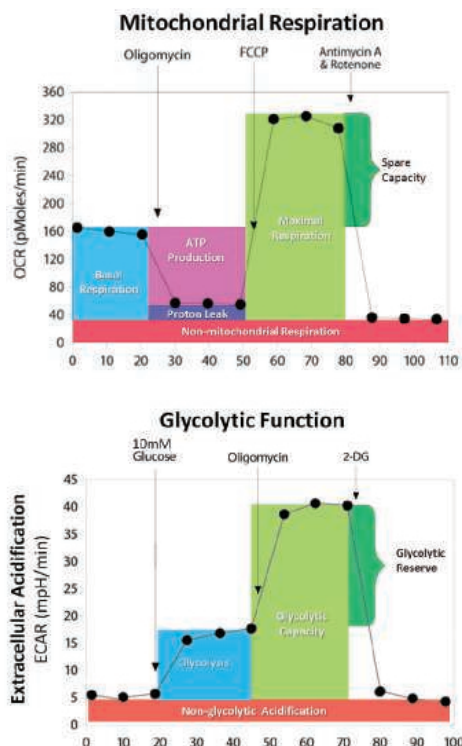 Mitochondrial Respiration
Oligomycin
FCCP
Antimycin A
& Rotenone
OCR (pMoles/min)
360
320
280
240
200
160
120
80
40
0
Basal
Respiration
ATP
Production
Proton Leak
Maximal
Respiration
Spare
Capacity
Non-mitochondrial Respiration
0 10 20 30 40 50 60 70 80 90 100 110
Glycolytic Function
10mM
Glucose
Oligomycin
2-DG
Extracellular Acidification
ECAR (mpH/min)
45
40
35
30
25
20
15
10
5
0
Glycolysis
Glycolytic
Capacity
Glycolytic
Reserve
Non-glycolytic Acidification
0 10 20 30 40 50 60 70 80 90 100